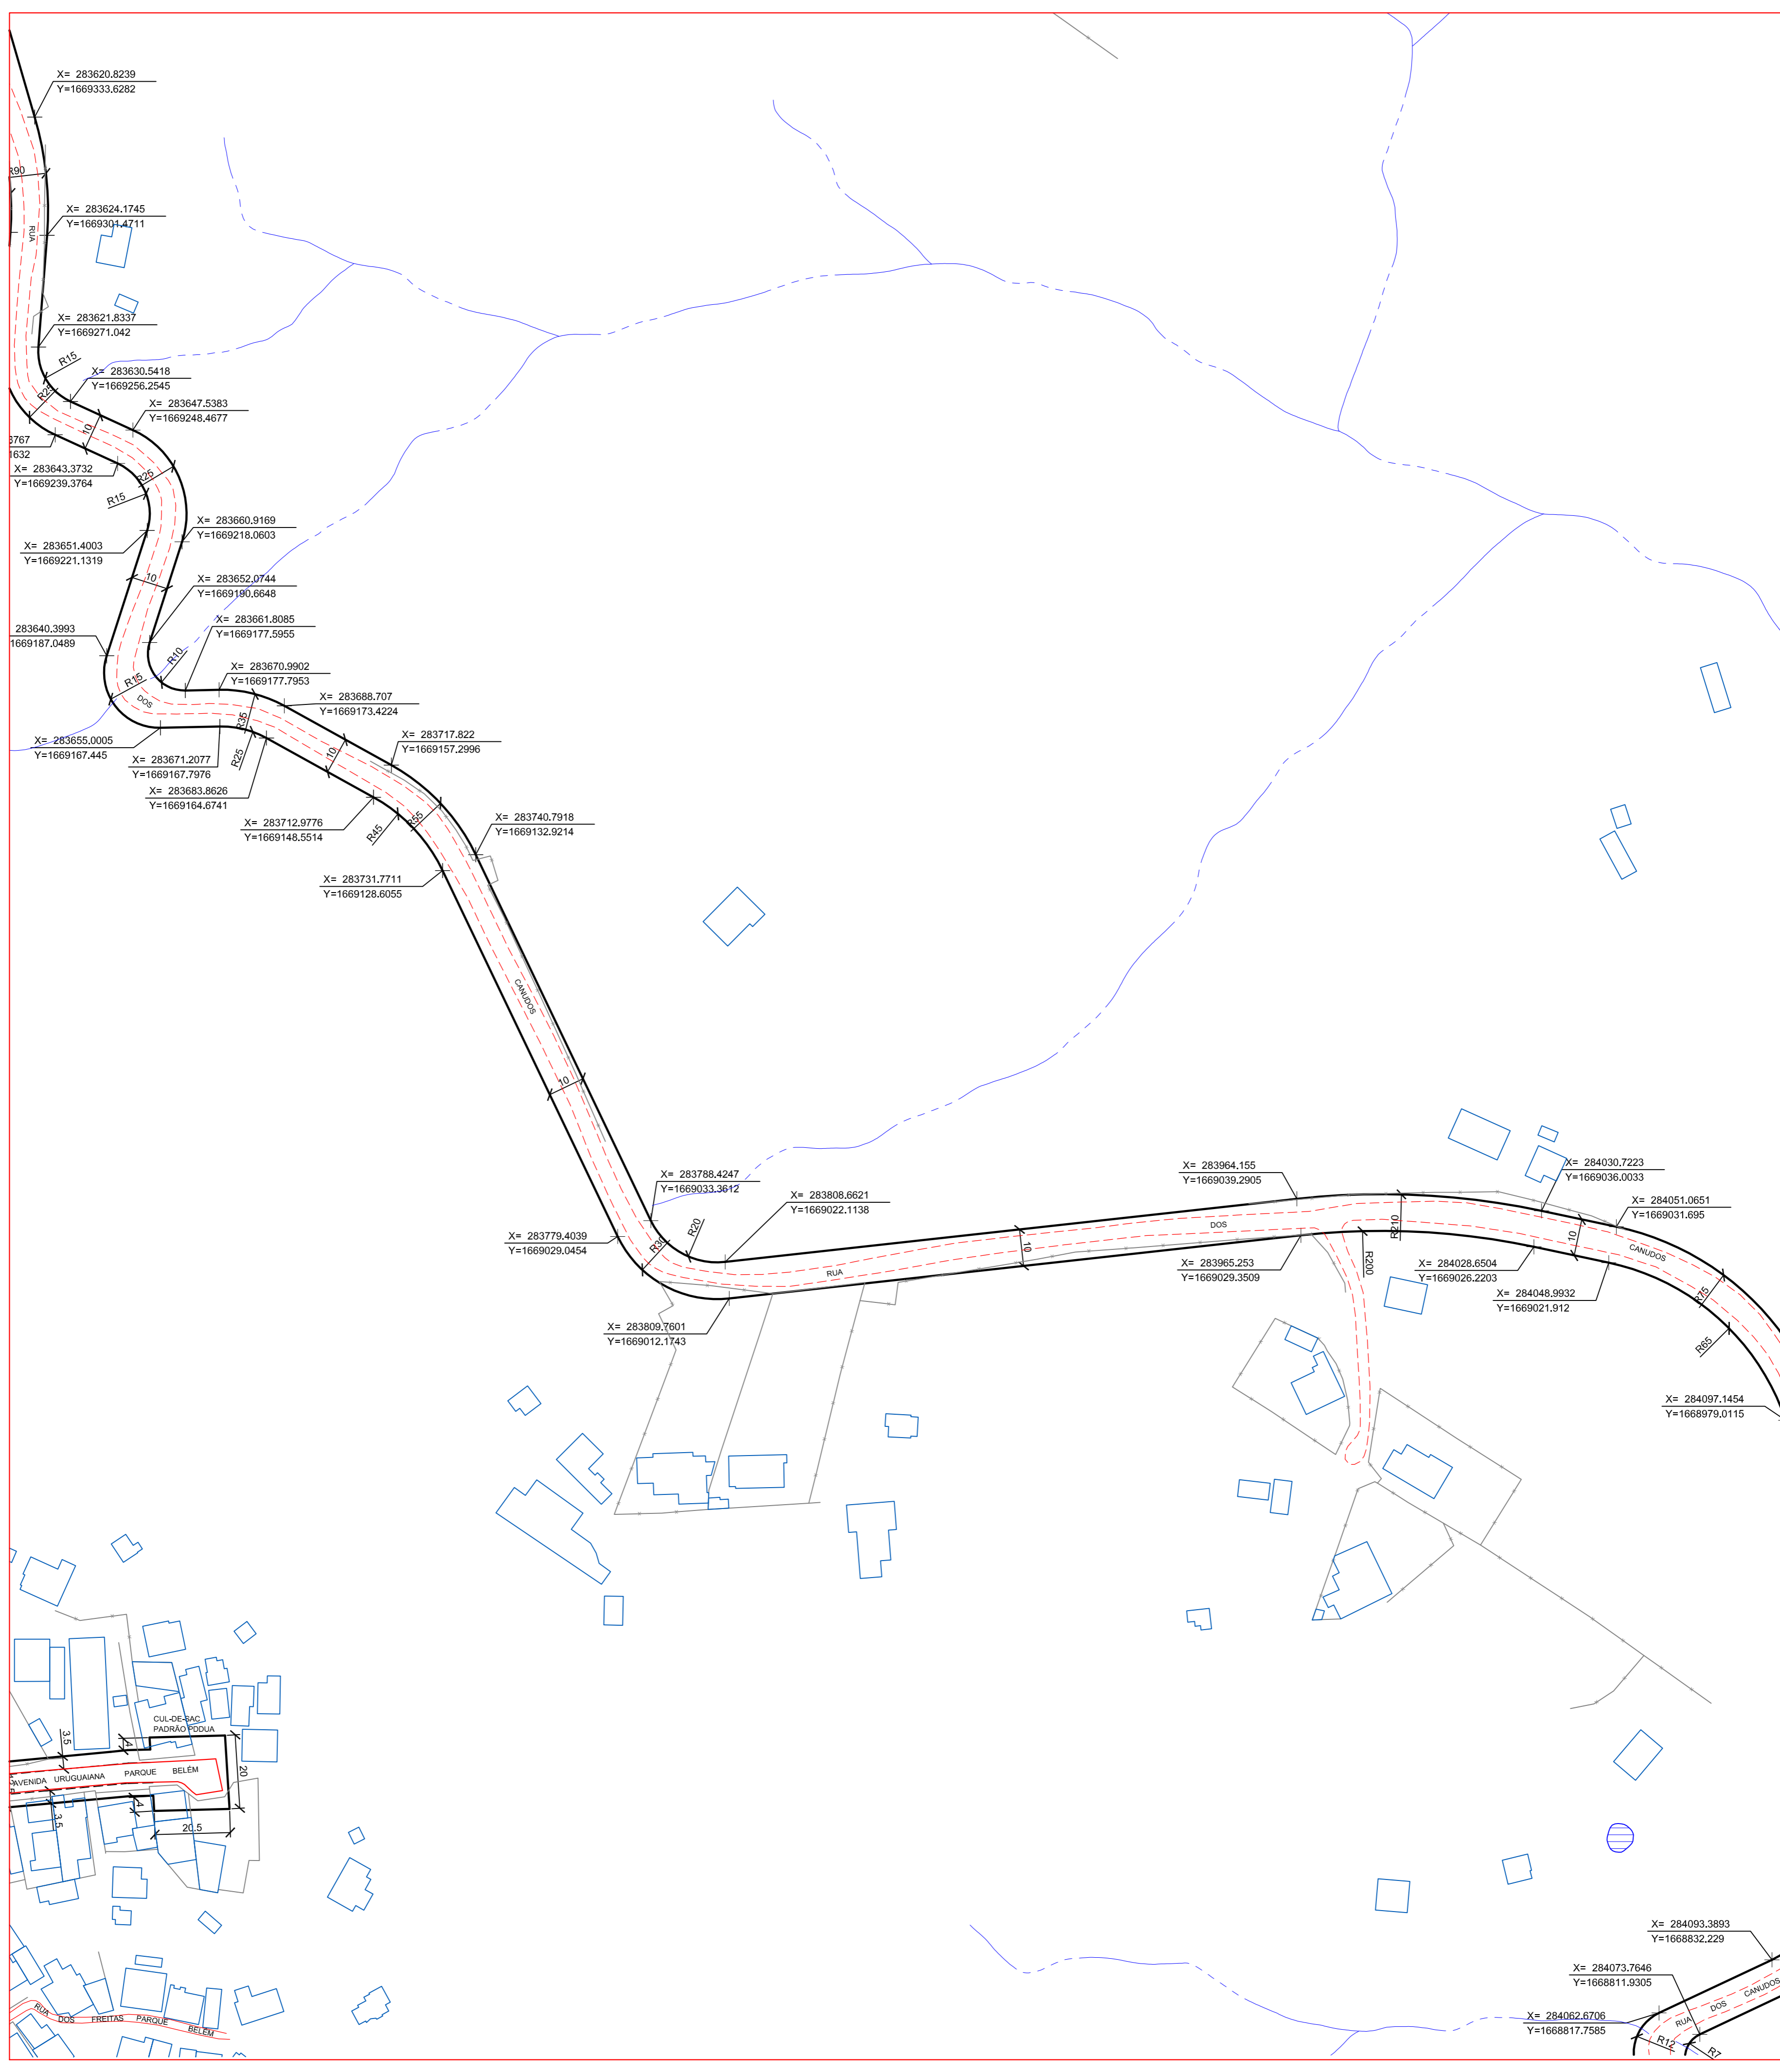 X= 283620.8239
Y=1669333.6282
R90
X= 283624.1745
Y=1669301.4711
RUA
X= 283621.8337
Y=1669271.042
R15
X= 283630.5418
Y=1669256.2545
R25
X= 283647.5383
Y=1669248.4677
10
3767
1632
X= 283643.3732
Y=1669239.3764
R25
R15
X= 283660.9169
Y=1669218.0603
X= 283651.4003
Y=1669221.1319
10
X= 283652.0744
Y=1669190.6648
X= 283661.8085
Y=1669177.5955
283640.3993
1669187.0489
R10
X= 283670.9902
Y=1669177.7953
R15
DOS
X= 283688.707
Y=1669173.4224
R35
X= 283717.822
Y=1669157.2996
X= 283655.0005
Y=1669167.445
R25
10
X= 283671.2077
Y=1669167.7976
X= 283683.8626
Y=1669164.6741
X= 283712.9776
Y=1669148.5514
R45
R55
X= 283740.7918
Y=1669132.9214
X= 283731.7711
Y=1669128.6055
CANUDOS
10
X= 283788.4247
Y=1669033.3612
X= 283964.155
Y=1669039.2905
X= 284030.7223
Y=1669036.0033
X= 283808.6621
Y=1669022.1138
X= 284051.0651
Y=1669031.695
R20
R30
X= 283779.4039
Y=1669029.0454
DOS
R210
10
CANUDOS
10
R200
X= 283965.253
Y=1669029.3509
X= 284028.6504
Y=1669026.2203
RUA
X= 284048.9932
Y=1669021.912
R75
X= 283809.7601
Y=1669012.1743
R65
X= 284097.1454
Y=1668979.0115
CUL-DE-SAC
PADRÃO PDDUA
3.5
4
20
AVENIDA URUGUAIANA PARQUE BELÉM
4
3.5
20.5
X= 284093.3893
Y=1668832.229
X= 284073.7646
Y=1668811.9305
X= 284062.6706
Y=1668817.7585
RUA DOS CANUDOS
R12
R7
RUA DOS FREITAS PARQUE BELÉM